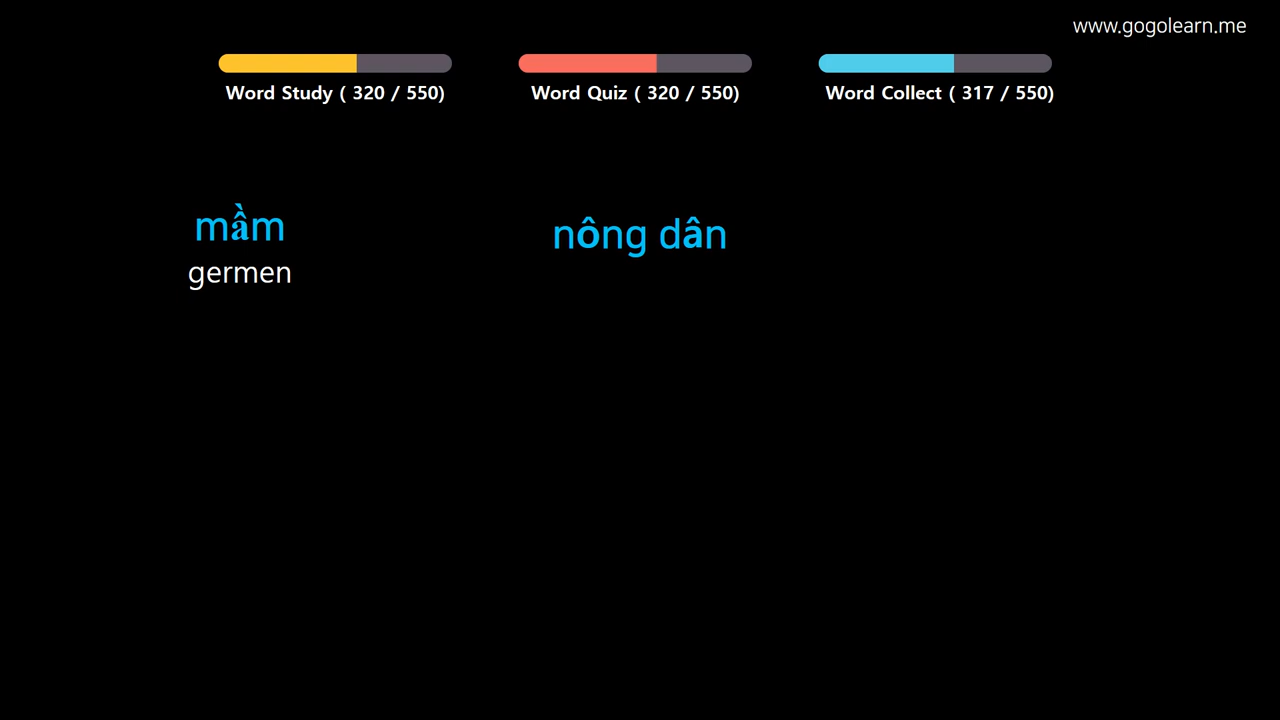 www.gogolearn.me
Word Study ( 320 / 550)
Word Quiz ( 320 / 550)
Word Collect ( 317 / 550)
mầm
germen
nông dân